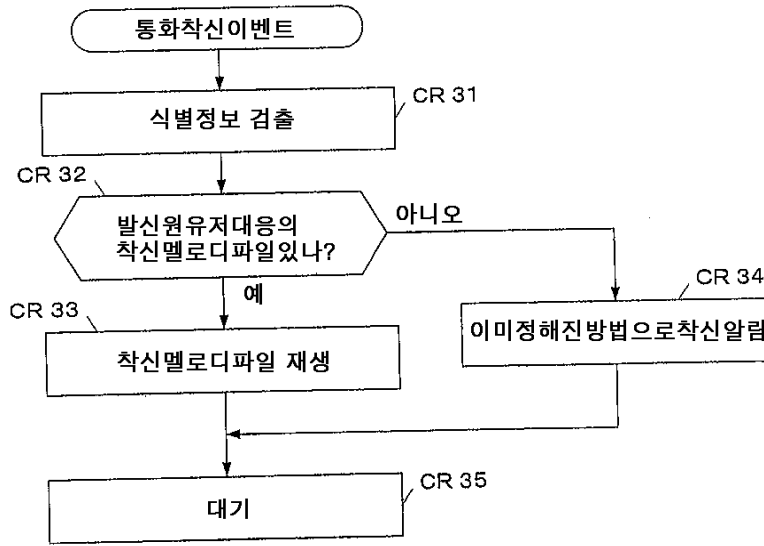 통화착신이벤트
CR 31
식별정보 검출
CR 32
발신원유저대응의
착신멜로디파일있나?
아니오
예
CR 33
CR 34
착신멜로디파일 재생
이미정해진방법으로착신알림
CR 35
대기